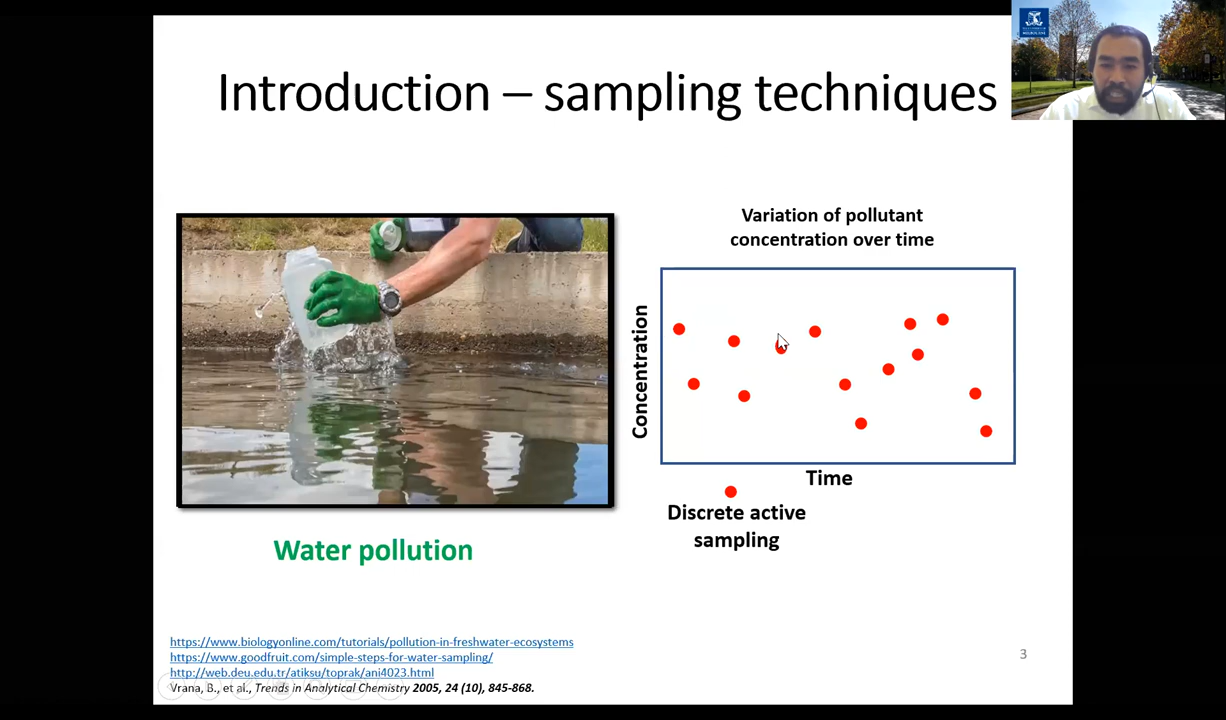 Introduction – sampling techniques
Variation of pollutant
concentration over time
Concentration
Time
Discrete active
sampling
Water pollution
https://www.biologyonline.com/tutorials/pollution-in-freshwater-ecosystems
https://www.goodfruit.com/simple-steps-for-water-sampling/
http://web.deu.edu.tr/atiksu/toprak/ani4023.html
Vrana, B., et al., Trends in Analytical Chemistry 2005, 24 (10), 845-868.
3
MELBOURNE